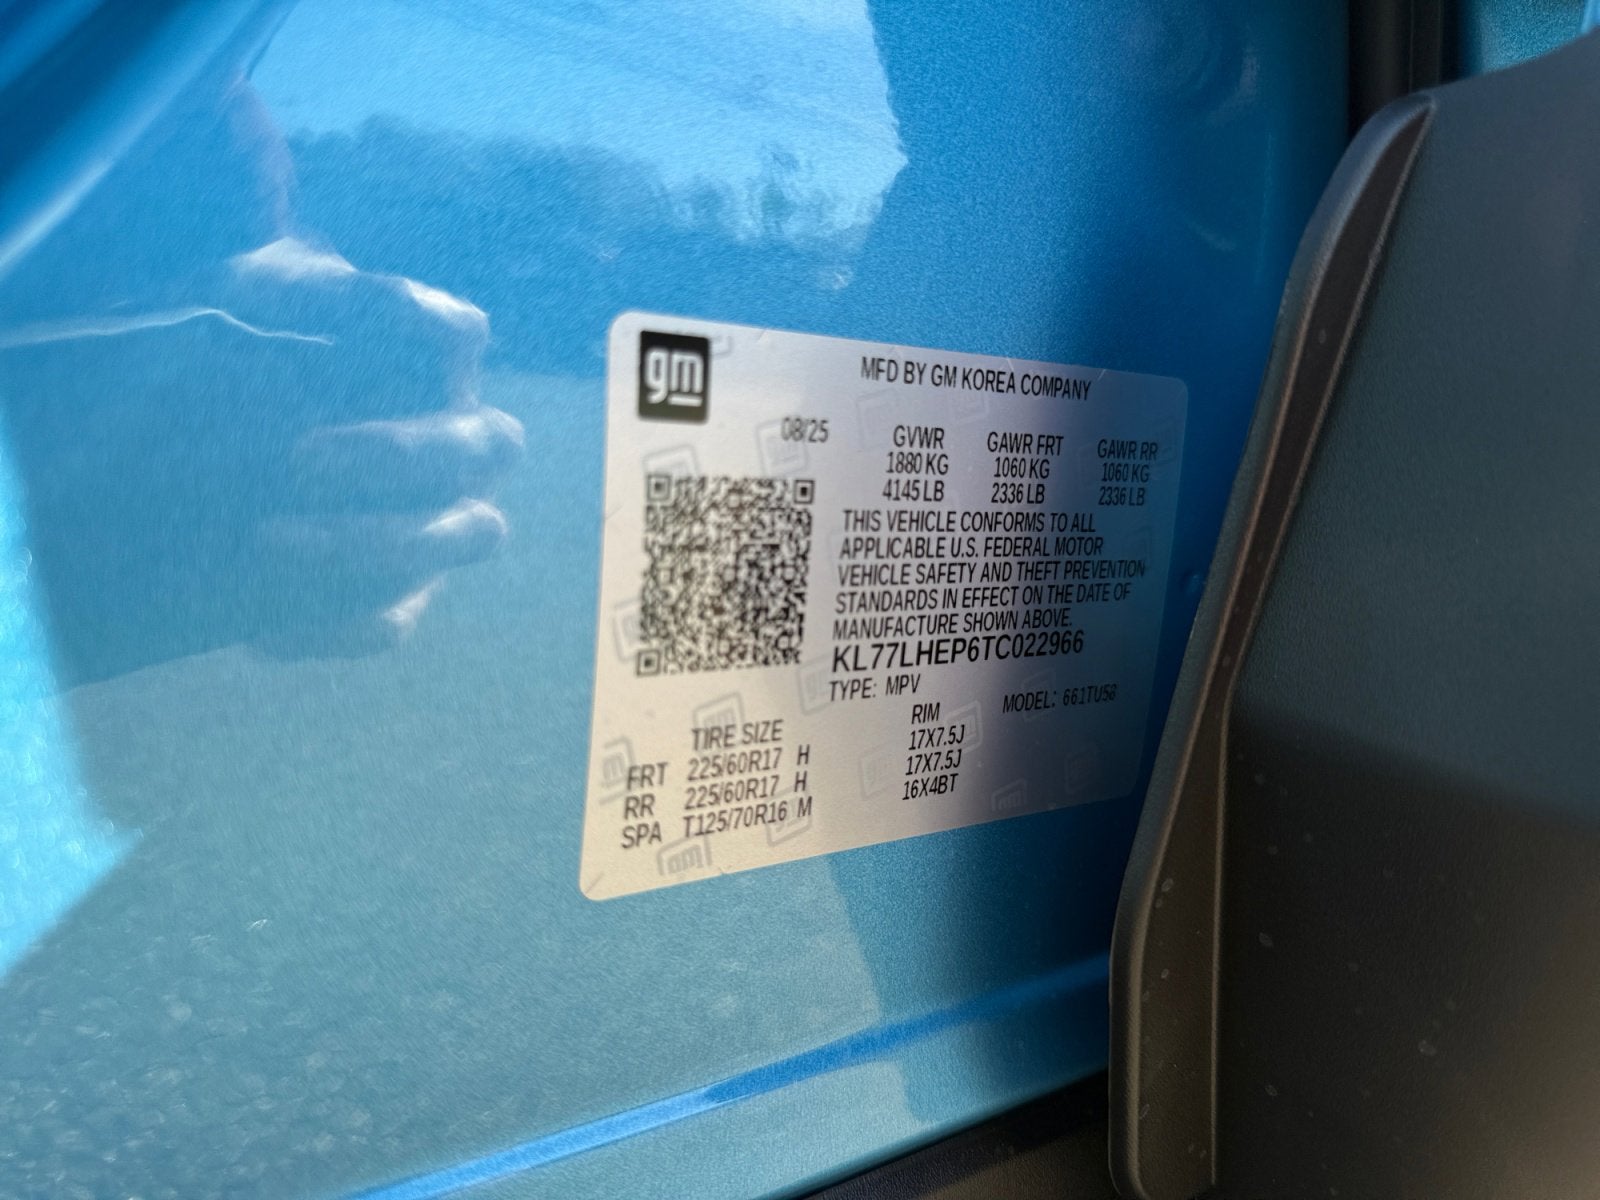 gm
MFD BY GM KOREA COMPANY
08/25
GVWR GAWR FRT GAWR RR
1880 KG 1060 KG 1060 KG
4145 LB 2336 LB 2336 LB
THIS VEHICLE CONFORMS TO ALL
APPLICABLE U.S. FEDERAL MOTOR
VEHICLE SAFETY AND THEFT PREVENTION
STANDARDS IN EFFECT ON THE DATE OF
MANUFACTURE SHOWN ABOVE.
KL77LHEP6TC022966
TYPE: MPV MODEL: 661TU58
TIRE SIZE RIM
FRT 225/60R17 H 17X7.5J
RR 225/60R17 H 17X7.5J
SPA T125/70R16 M 16X4BT